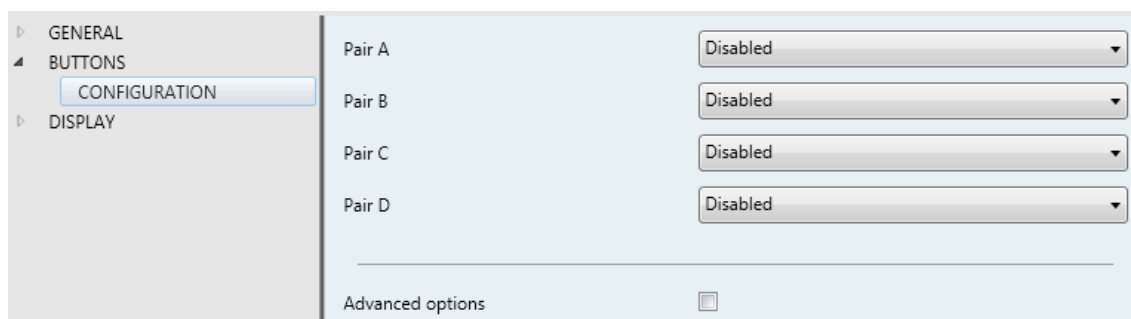 GENERAL
BUTTONS
CONFIGURATION
DISPLAY
Pair A Disabled
Pair B Disabled
Pair C Disabled
Pair D Disabled
Advanced options